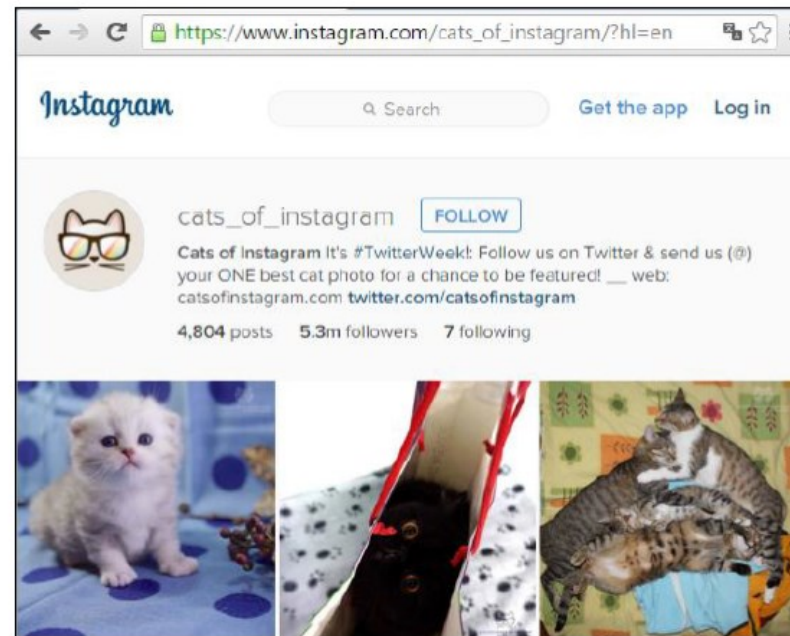 https://www.instagram.com/cats_of_instagram/?hl=en
Instagram
Search
Get the app
Log in
cats_of_instagram
FOLLOW
Cats of Instagram It's #TwitterWeek!: Follow us on Twitter & send us (@)
your ONE best cat photo for a chance to be featured! __ web:
catsofinstagram.com twitter.com/catsofinstagram
4,804 posts 5.3m followers 7 following